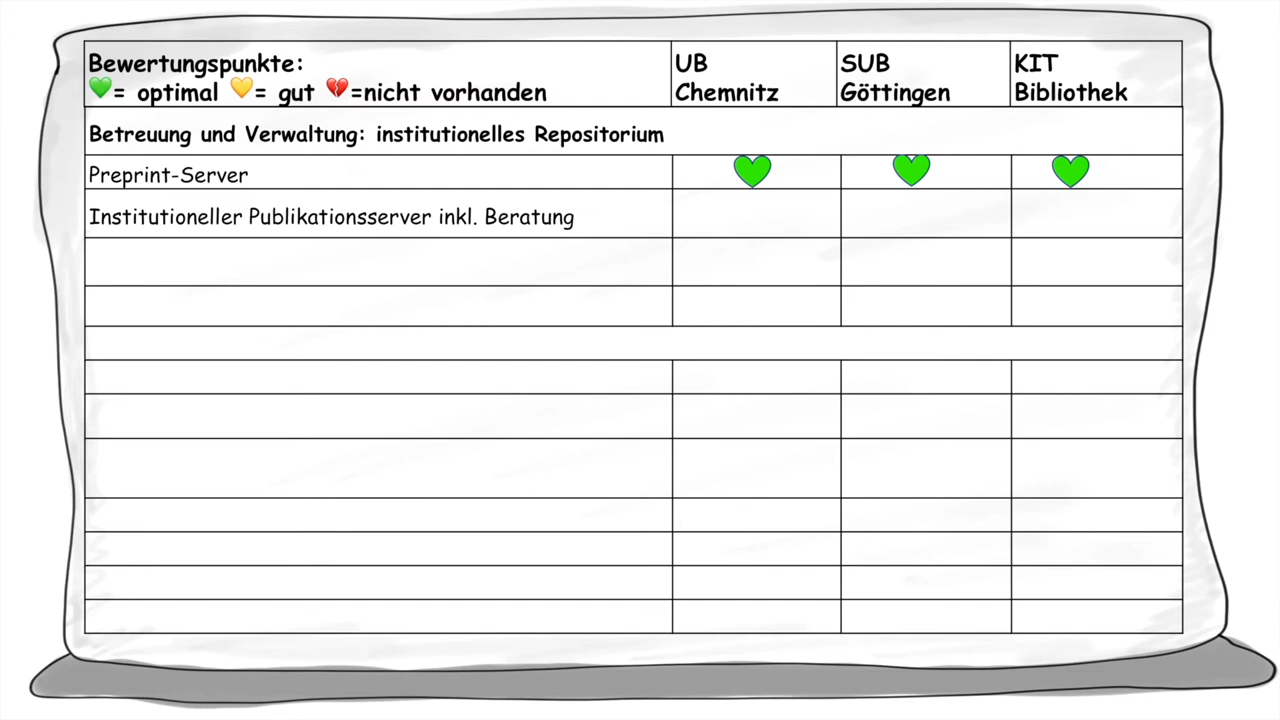 Bewertungspunkte:
💚= optimal 💛= gut 💔=nicht vorhanden
UB
Chemnitz
SUB
Göttingen
KIT
Bibliothek
Betreuung und Verwaltung: institutionelles Repositorium
Preprint-Server
Institutioneller Publikationsserver inkl. Beratung